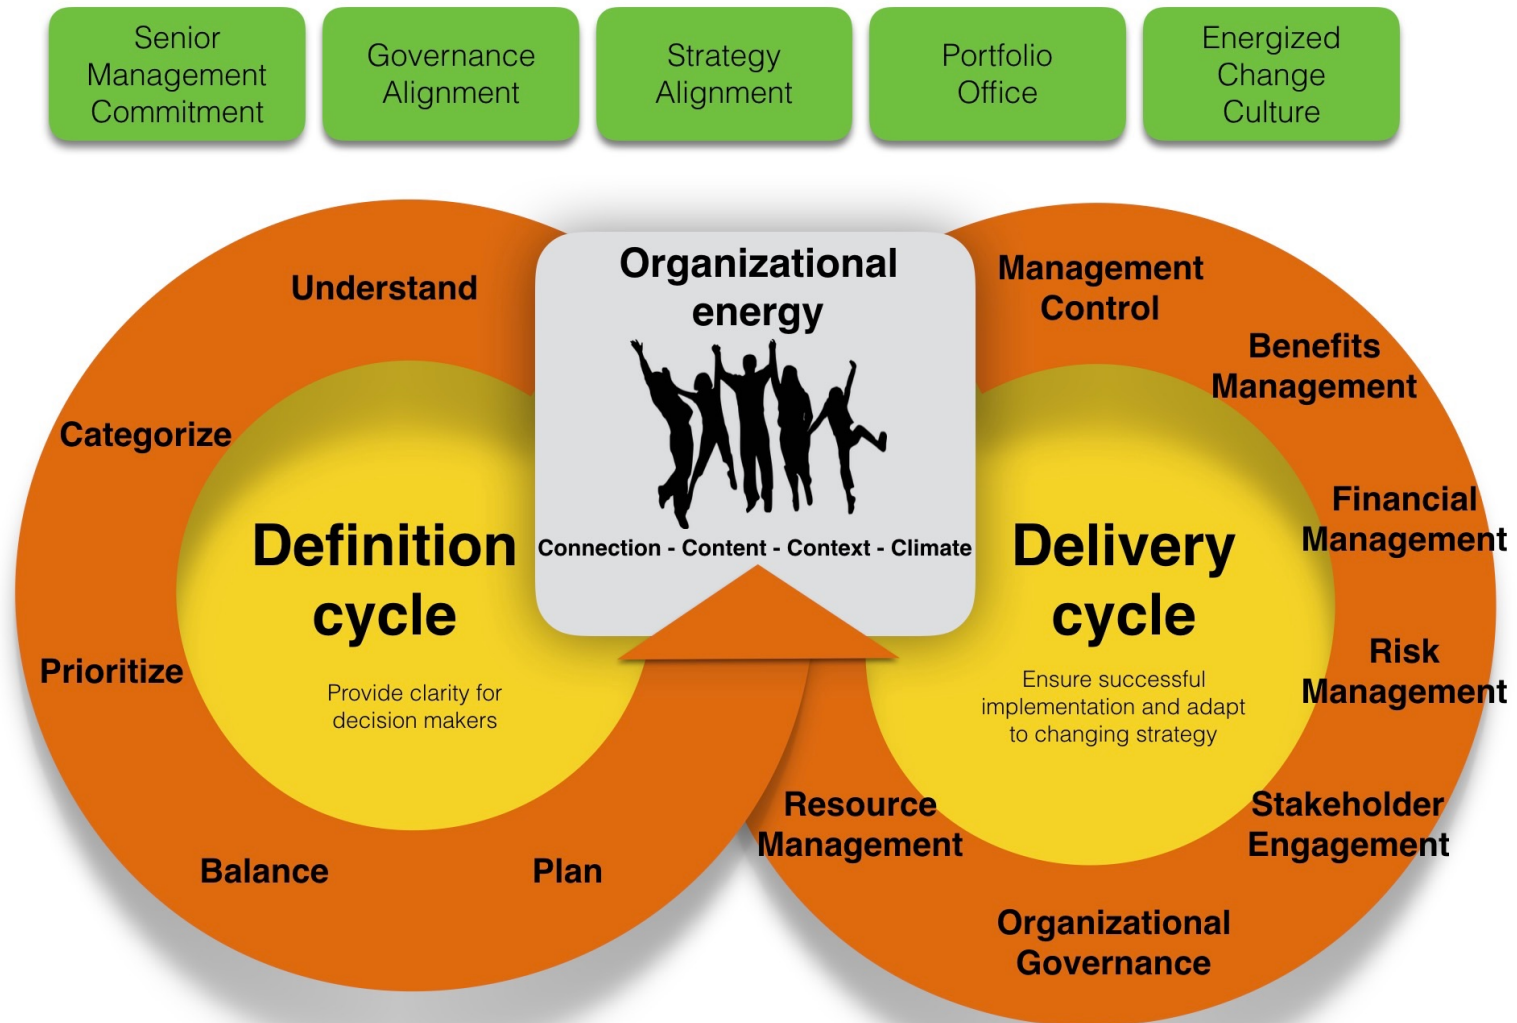 Senior
Management
Commitment
Governance
Alignment
Strategy
Alignment
Portfolio
Office
Energized
Change
Culture
Organizational
energy
Connection - Content - Context - Climate
Understand
Categorize
Prioritize
Balance
Plan
Definition
cycle
Provide clarity for
decision makers
Management
Control
Benefits
Management
Financial
Management
Risk
Management
Stakeholder
Engagement
Organizational
Governance
Resource
Management
Delivery
cycle
Ensure successful
implementation and adapt
to changing strategy